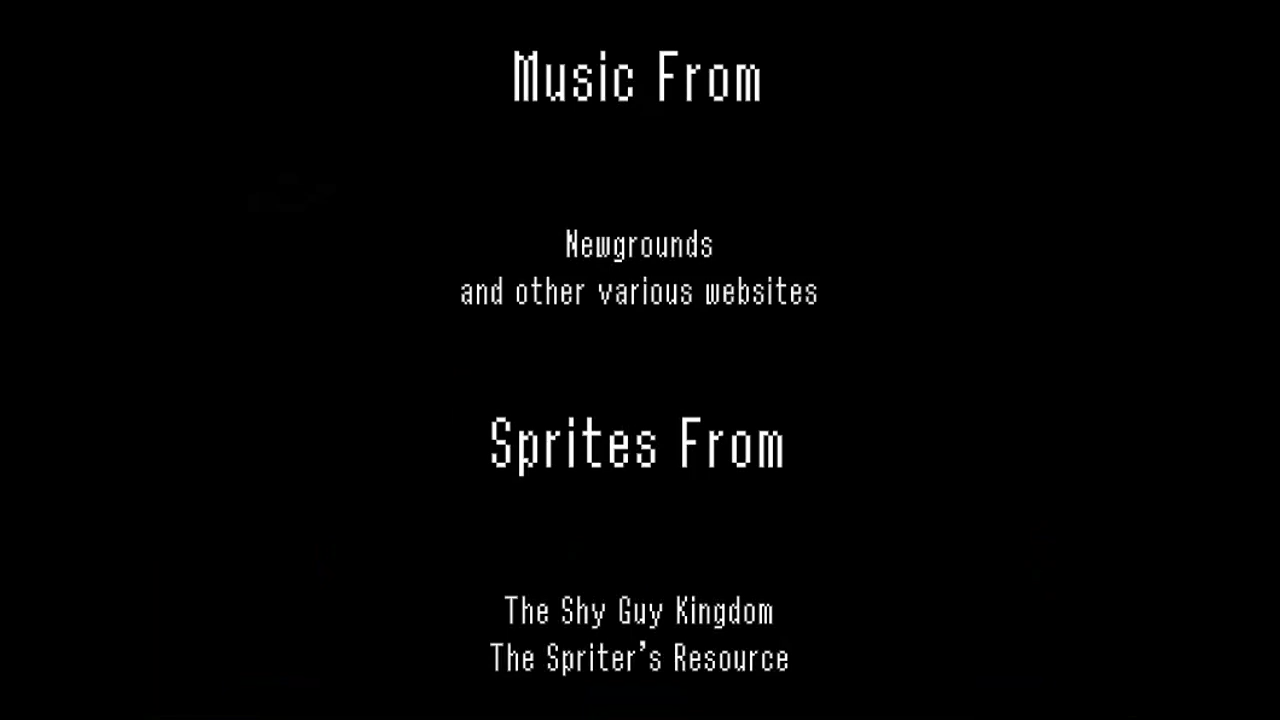 Music From
Newgrounds
and other various websites
Sprites From
The Shy Guy Kingdom
The Spriter's Resource